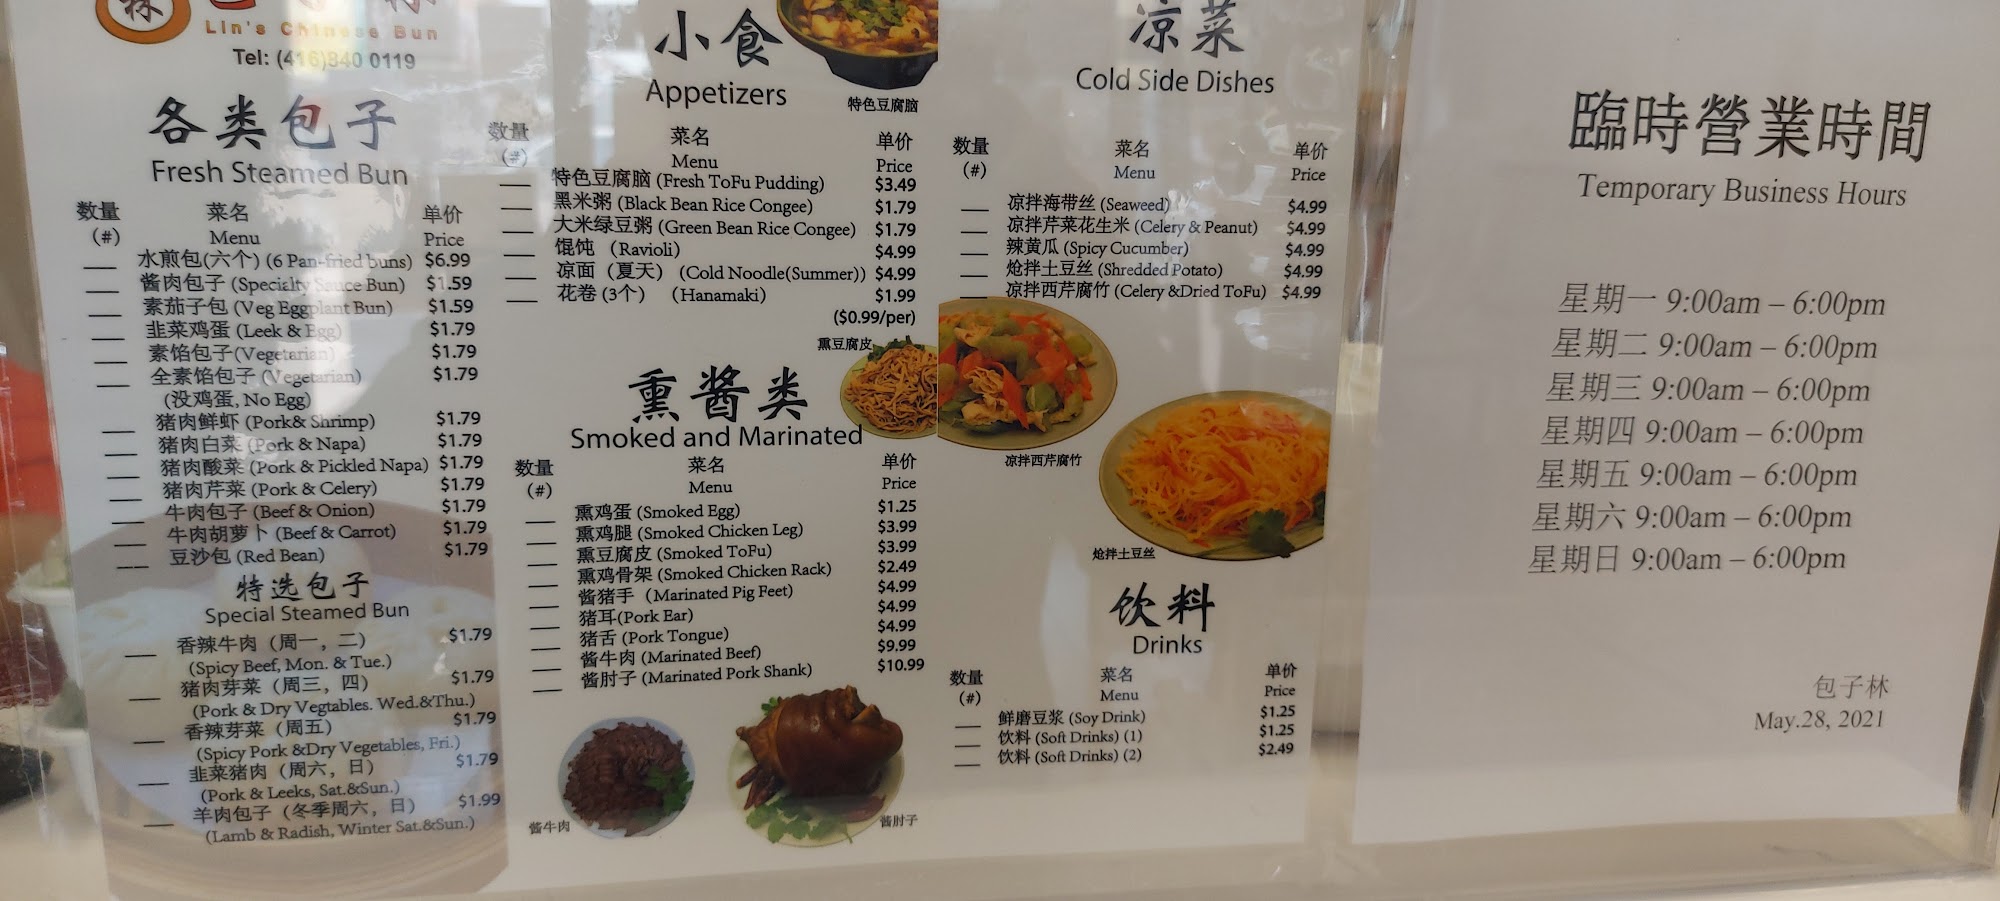 林
Lin's Chinese Bun
Tel: (416)840 0119
各类包子
Fresh Steamed Bun
数量 菜名 单价
(#) Menu Price
水煎包(六个) (6 Pan-fried buns) $6.99
酱肉包子 (Specialty Sauce Bun) $1.59
素茄子包 (Veg Eggplant Bun) $1.59
韭菜鸡蛋 (Leek & Egg) $1.79
素馅包子(Vegetarian) $1.79
全素馅包子 (Vegetarian) $1.79
(没鸡蛋, No Egg)
猪肉鲜虾 (Pork& Shrimp) $1.79
猪肉白菜 (Pork & Napa) $1.79
猪肉酸菜 (Pork & Pickled Napa) $1.79
猪肉芹菜 (Pork & Celery) $1.79
牛肉包子 (Beef & Onion) $1.79
牛肉胡萝卜 (Beef & Carrot) $1.79
豆沙包 (Red Bean) $1.79
特选包子
Special Steamed Bun
香辣牛肉（周一，二） $1.79
(Spicy Beef, Mon. & Tue.)
猪肉芽菜（周三，四） $1.79
(Pork & Dry Vegtables. Wed.&Thu.)
香辣芽菜（周五） $1.79
(Spicy Pork &Dry Vegetables, Fri.)
韭菜猪肉（周六，日） $1.79
(Pork & Leeks, Sat.&Sun.)
羊肉包子（冬季周六，日） $1.99
(Lamb & Radish, Winter Sat.&Sun.)
小食
Appetizers
特色豆腐脑
数量 菜名 单价
(#) Menu Price
特色豆腐脑 (Fresh ToFu Pudding) $3.49
黑米粥 (Black Bean Rice Congee) $1.79
大米绿豆粥 (Green Bean Rice Congee) $1.79
馄饨 （Ravioli) $4.99
凉面（夏天）（Cold Noodle(Summer)) $4.99
花卷 (3个) （Hanamaki) $1.99
($0.99/per)
熏豆腐皮
熏酱类
Smoked and Marinated
数量 菜名 单价
(#) Menu Price
熏鸡蛋 (Smoked Egg) $1.25
熏鸡腿 (Smoked Chicken Leg) $3.99
熏豆腐皮 (Smoked ToFu) $3.99
熏鸡骨架 (Smoked Chicken Rack) $2.49
酱猪手（Marinated Pig Feet) $4.99
猪耳(Pork Ear) $4.99
猪舌 (Pork Tongue) $4.99
酱牛肉 (Marinated Beef) $9.99
酱肘子 (Marinated Pork Shank) $10.99
酱牛肉
酱肘子
凉菜
Cold Side Dishes
数量 菜名 单价
(#) Menu Price
凉拌海带丝 (Seaweed) $4.99
凉拌芹菜花生米 (Celery & Peanut) $4.99
辣黄瓜 (Spicy Cucumber) $4.99
炝拌土豆丝 (Shredded Potato) $4.99
凉拌西芹腐竹 (Celery &Dried ToFu) $4.99
凉拌西芹腐竹
炝拌土豆丝
饮料
Drinks
数量 菜名 单价
(#) Menu Price
鲜磨豆浆 (Soy Drink) $1.25
饮料 (Soft Drinks) (1) $1.25
饮料 (Soft Drinks) (2) $2.49
臨時營業時間
Temporary Business Hours
星期一 9:00am – 6:00pm
星期二 9:00am – 6:00pm
星期三 9:00am – 6:00pm
星期四 9:00am – 6:00pm
星期五 9:00am – 6:00pm
星期六 9:00am – 6:00pm
星期日 9:00am – 6:00pm
包子林
May.28, 2021